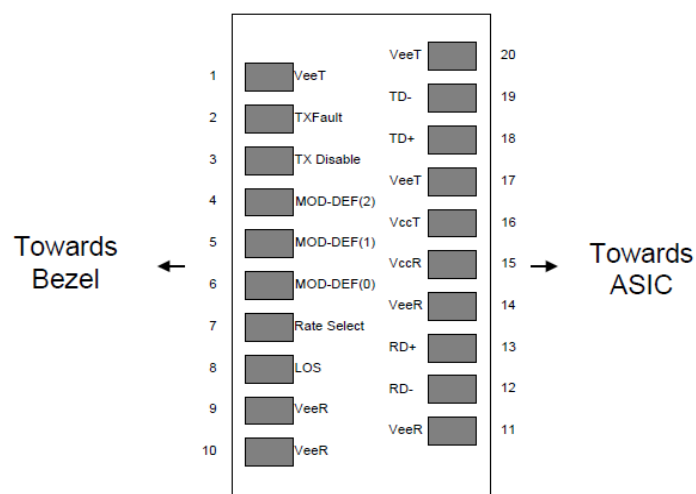 VeeT 20
1 VeeT
TD- 19
2 TXFault
TD+ 18
3 TX Disable
VeeT 17
4 MOD-DEF(2)
VccT 16
5 MOD-DEF(1)
Towards
Bezel
VccR 15
Towards
ASIC
6 MOD-DEF(0)
VeeR 14
7 Rate Select
RD+ 13
8 LOS
RD- 12
9 VeeR
VeeR 11
10 VeeR